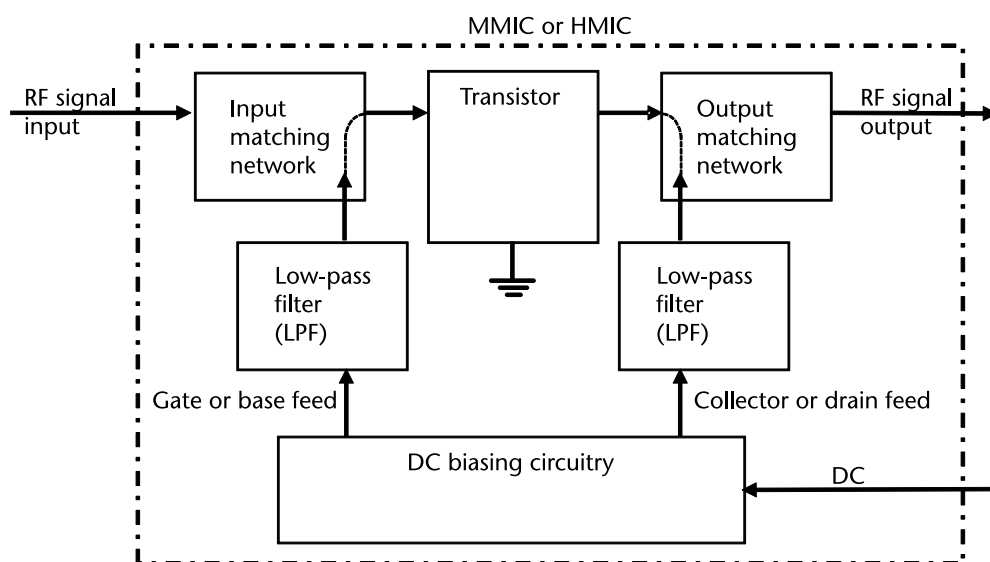 MMIC or HMIC
RF signal
input
Input
matching
network
Transistor
Output
matching
network
RF signal
output
Low-pass
filter
(LPF)
Low-pass
filter
(LPF)
Gate or base feed
Collector or drain feed
DC biasing circuitry
DC